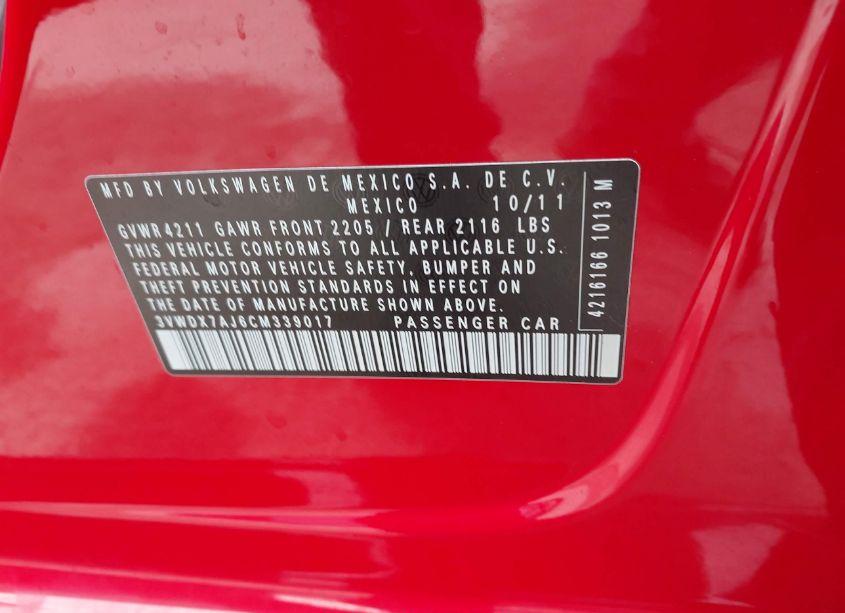 MFD BY VOLKSWAGEN DE MEXICO S.A. DE C.V.
MEXICO 10/11
GVWR 4211 GAWR FRONT 2205 / REAR 2116 LBS
THIS VEHICLE CONFORMS TO ALL APPLICABLE U.S.
FEDERAL MOTOR VEHICLE SAFETY, BUMPER AND
THEFT PREVENTION STANDARDS IN EFFECT ON
THE DATE OF MANUFACTURE SHOWN ABOVE.
3VWDX7AJ6CM339017 PASSENGER CAR
4216166 1013 M